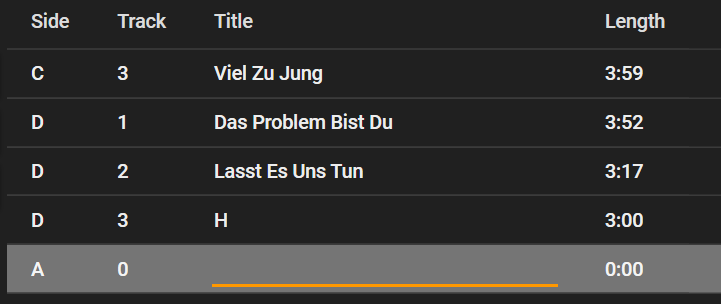 Side Track Title Length
C 3 Viel Zu Jung 3:59
D 1 Das Problem Bist Du 3:52
D 2 Lasst Es Uns Tun 3:17
D 3 H 3:00
A 0 0:00